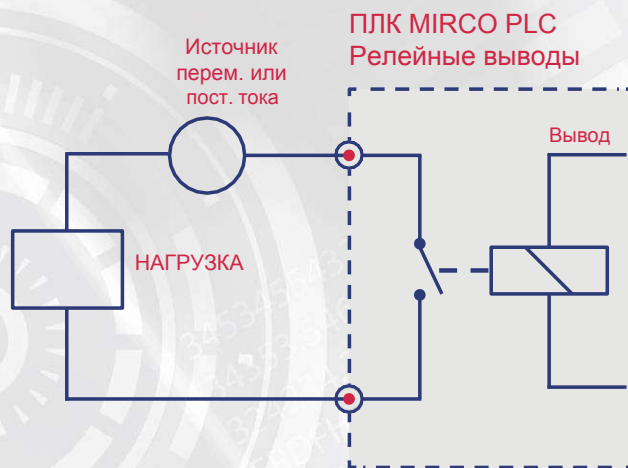 ПЛК MIRCO PLC
Релейные выводы
Источник
перем. или
пост. тока
Вывод
НАГРУЗКА